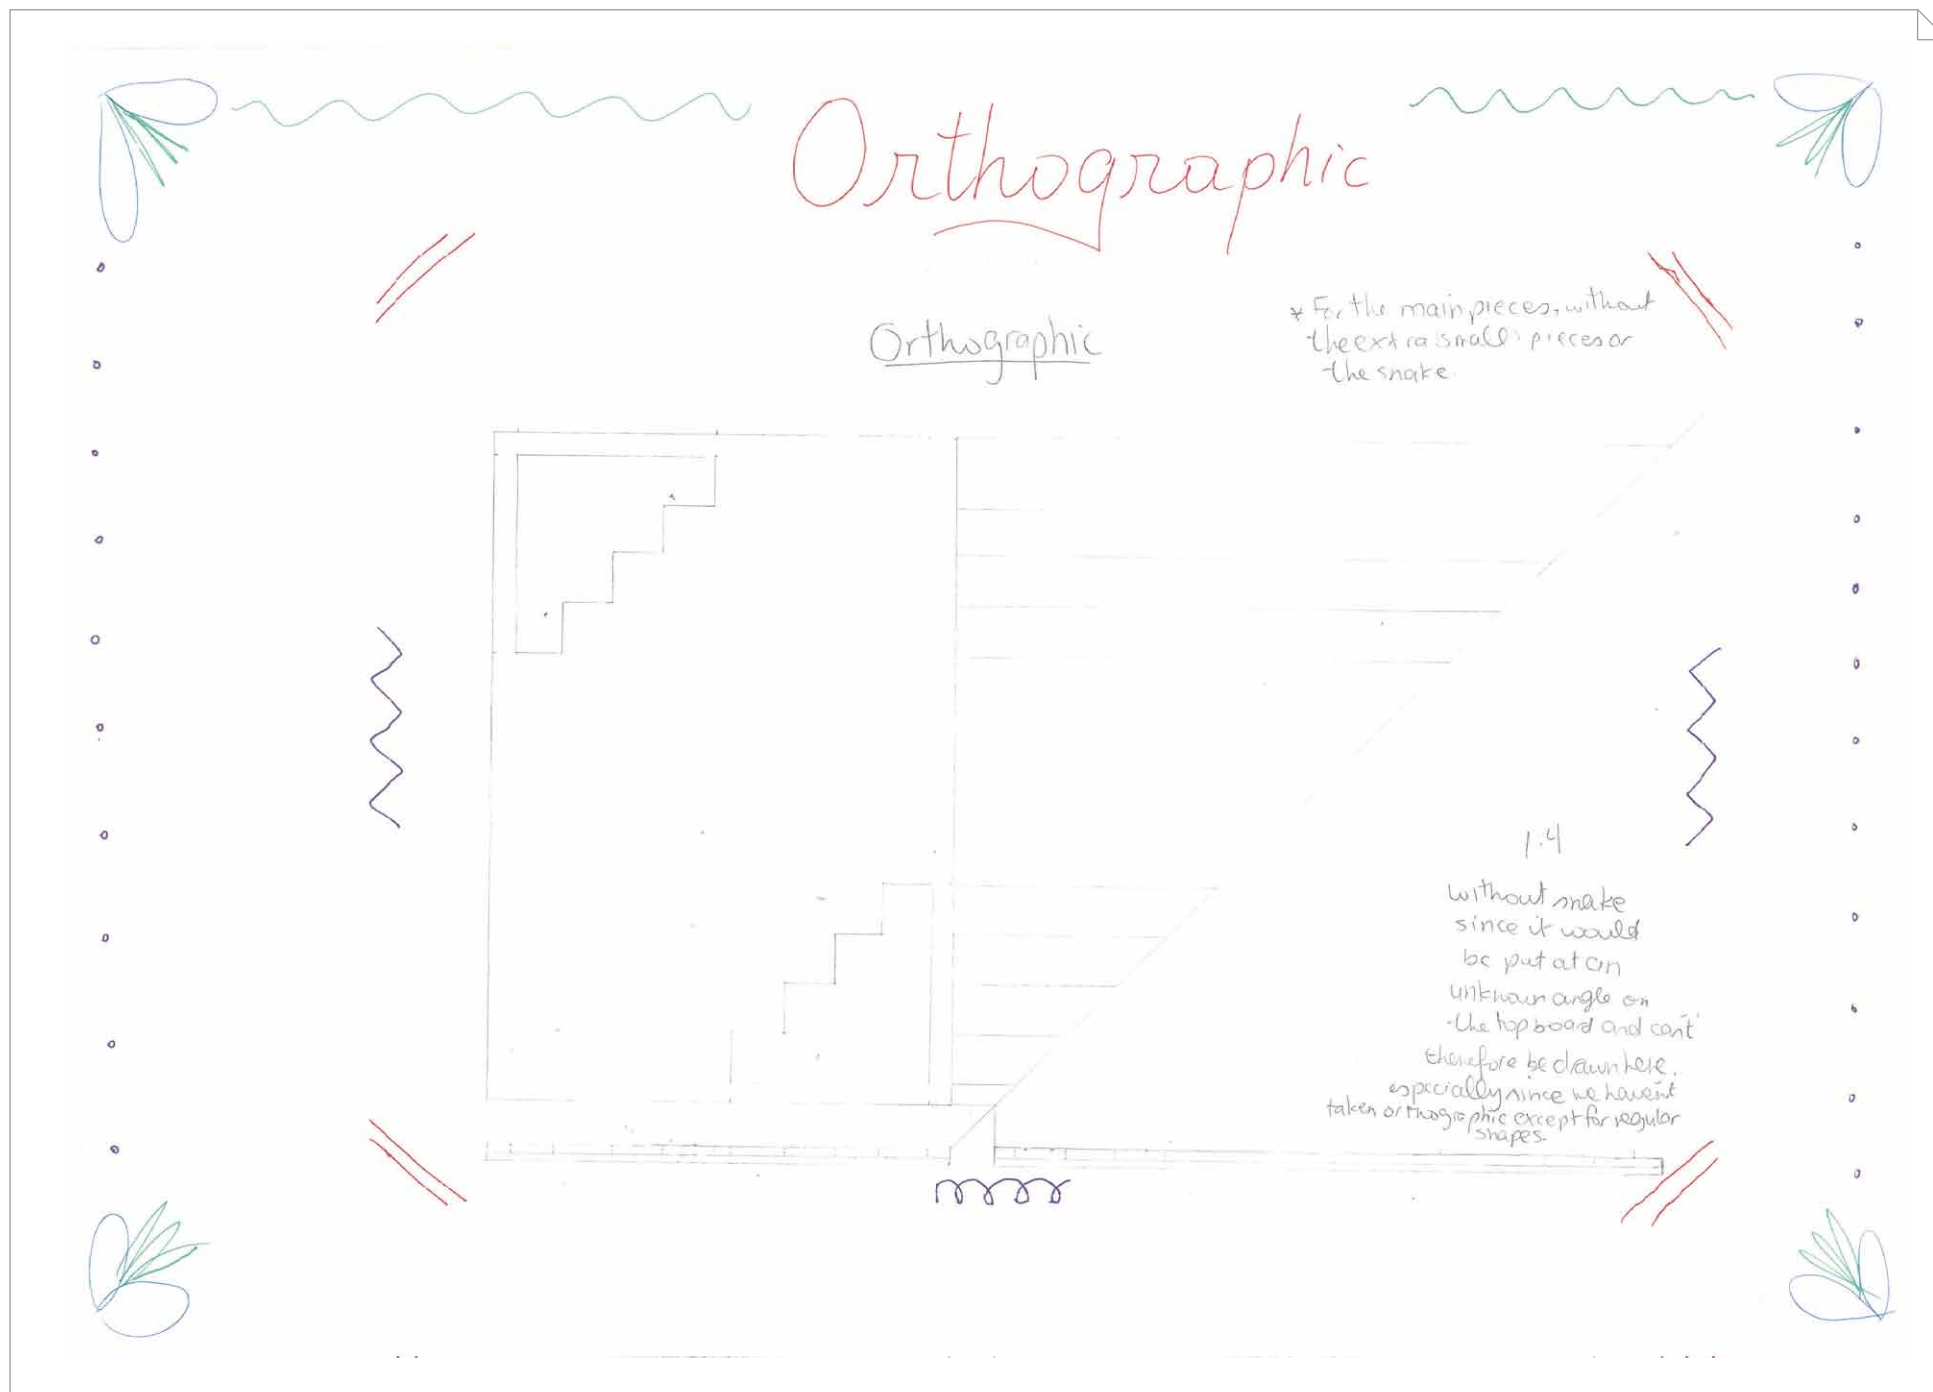 Orthographic
Orthographic
* For the main pieces, without
the extra small pieces or
the snake.
1:4
without snake
since it would
be put at an
unknown angle on
the top board and can't
therefore be drawn here.
especially since we haven't
taken orthographic except for regular
shapes.